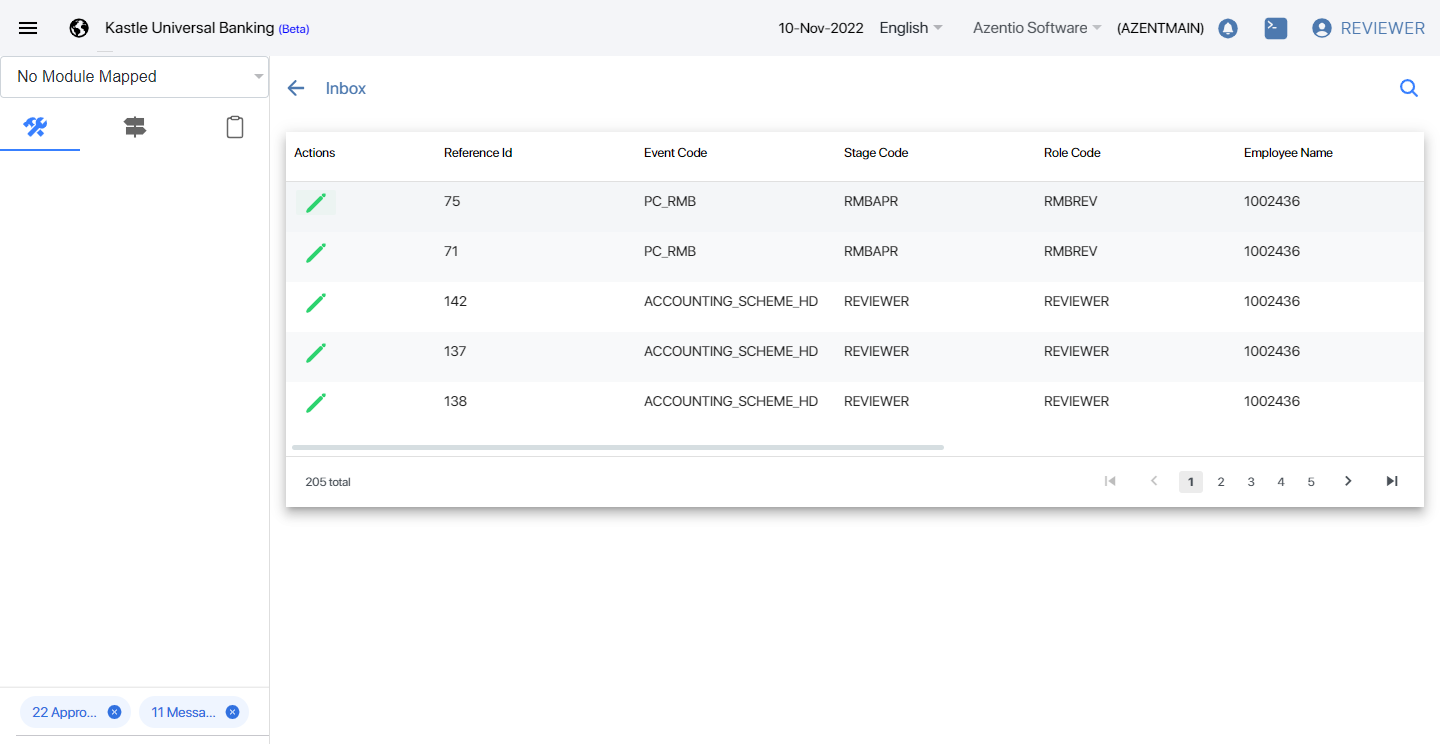 Kastle Universal Banking (Beta) 10-Nov-2022 English Azentio Software (AZENTMAIN) REVIEWER
No Module Mapped
Inbox
Actions Reference Id Event Code Stage Code Role Code Employee Name
75 PC_RMB RMBAPR RMBREV 1002436
71 PC_RMB RMBAPR RMBREV 1002436
142 ACCOUNTING_SCHEME_HD REVIEWER REVIEWER 1002436
137 ACCOUNTING_SCHEME_HD REVIEWER REVIEWER 1002436
138 ACCOUNTING_SCHEME_HD REVIEWER REVIEWER 1002436
205 total 1 2 3 4 5
22 Appro... 11 Messa...